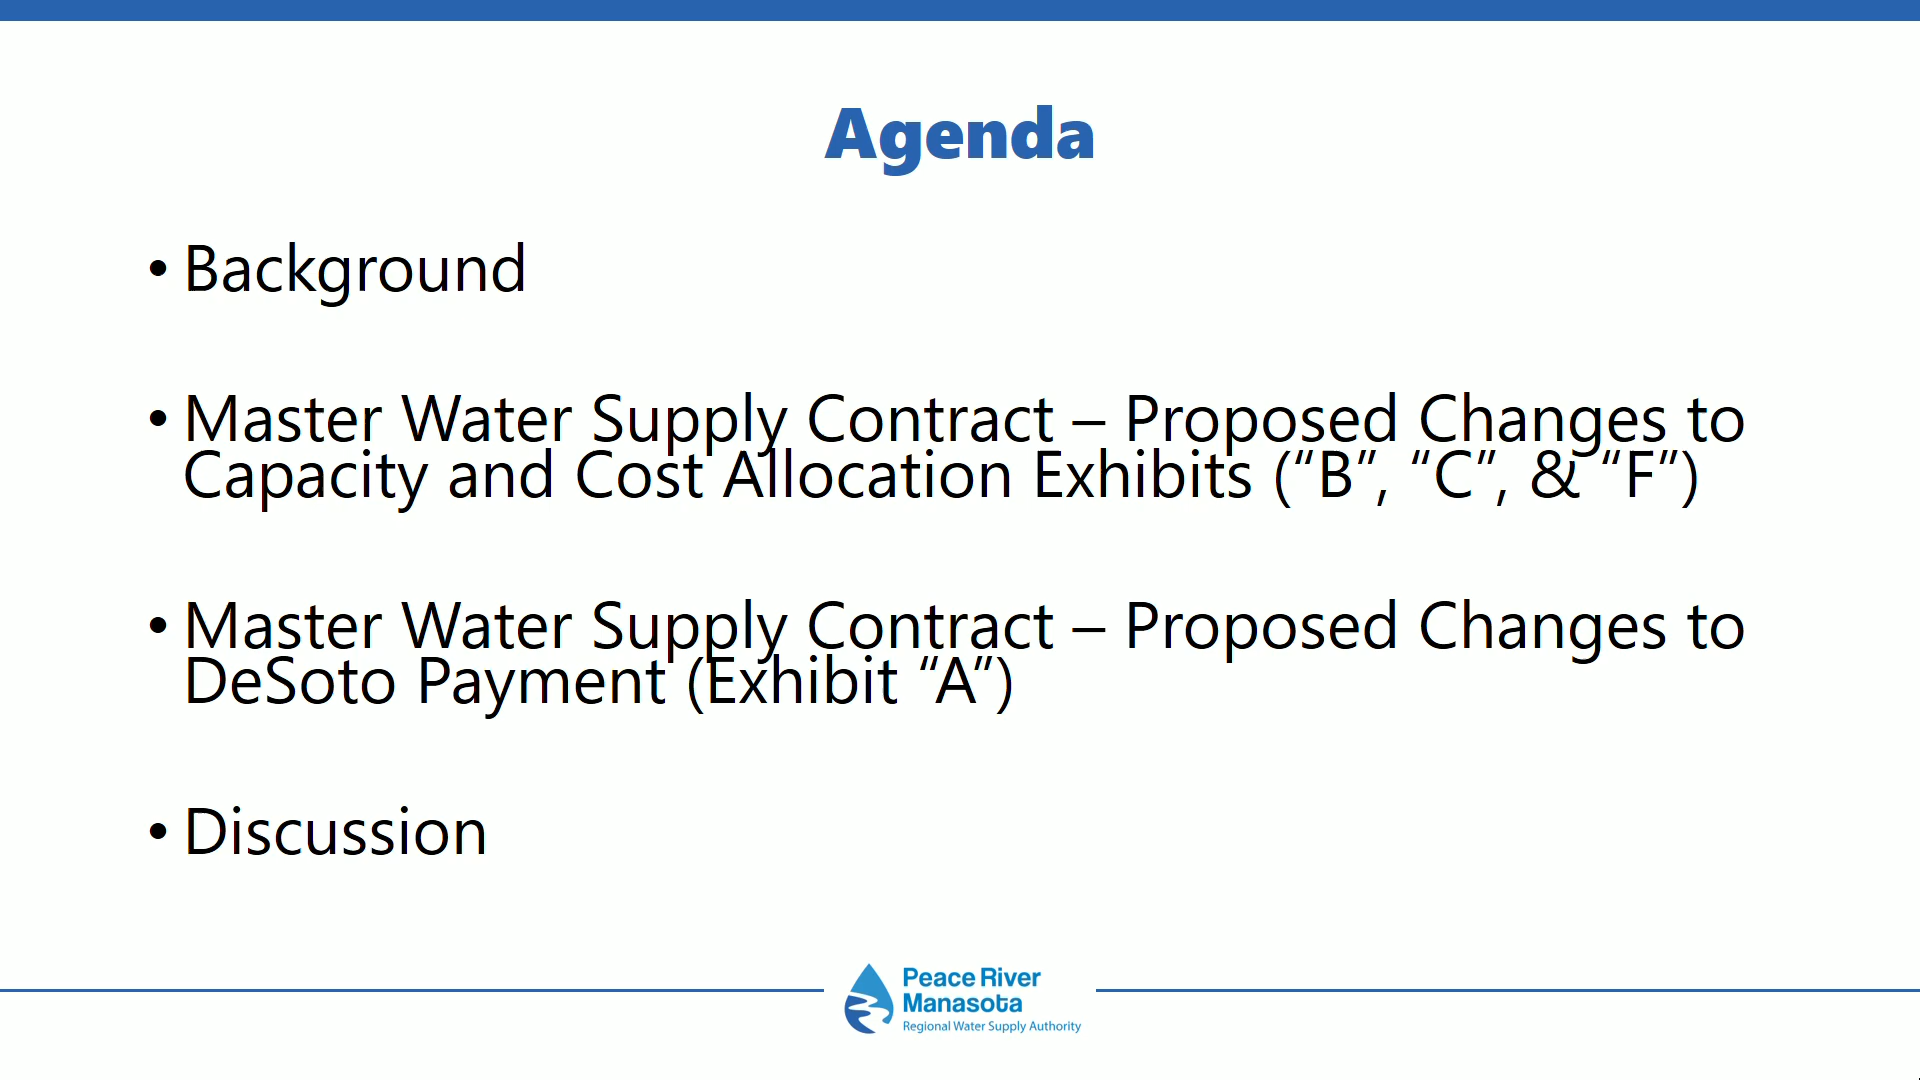 Agenda
• Background
• Master Water Supply Contract – Proposed Changes to
Capacity and Cost Allocation Exhibits (“B”, “C”, & “F”)
• Master Water Supply Contract – Proposed Changes to
DeSoto Payment (Exhibit “A”)
• Discussion
Peace River
Manasota
Regional Water Supply Authority